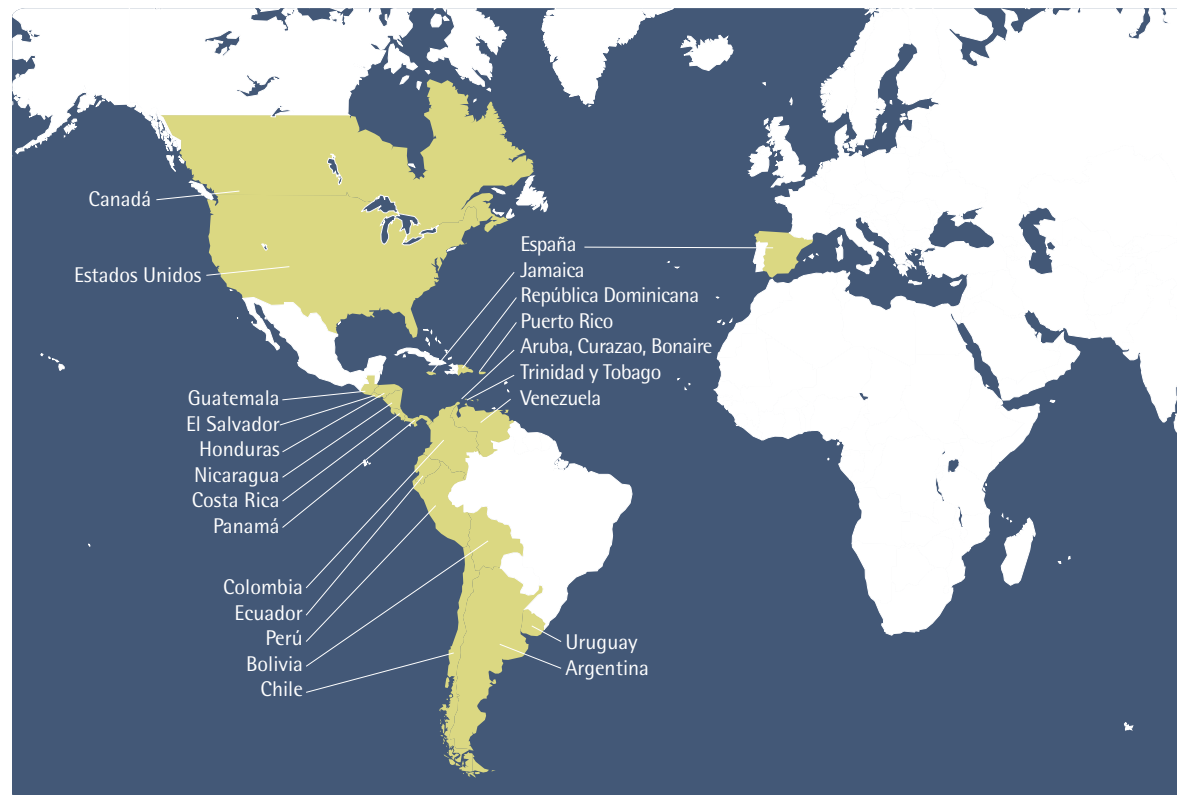 Canadá
Estados Unidos
España
Jamaica
República Dominicana
Puerto Rico
Aruba, Curazao, Bonaire
Trinidad y Tobago
Venezuela
Guatemala
El Salvador
Honduras
Nicaragua
Costa Rica
Panamá
Colombia
Ecuador
Perú
Bolivia
Chile
Uruguay
Argentina